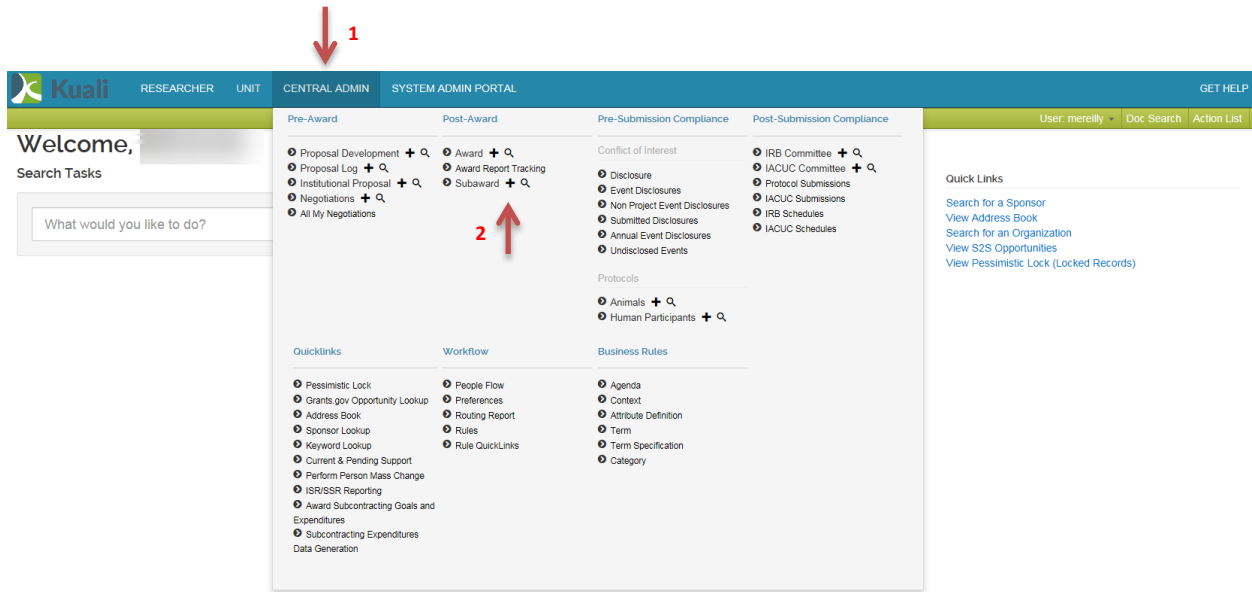 1
Kuali
RESEARCHER
UNIT
CENTRAL ADMIN
SYSTEM ADMIN PORTAL
GET HELP
User: mereilly
Doc Search
Action List
Welcome,
Search Tasks
What would you like to do?
Pre-Award
Proposal Development
Proposal Log
Institutional Proposal
Negotiations
All My Negotiations
Post-Award
Award
Award Report Tracking
Subaward
2
Pre-Submission Compliance
Conflict of Interest
Disclosure
Event Disclosures
Non Project Event Disclosures
Submitted Disclosures
Annual Event Disclosures
Undisclosed Events
Protocols
Animals
Human Participants
Post-Submission Compliance
IRB Committee
IACUC Committee
Protocol Submissions
IACUC Submissions
IRB Schedules
IACUC Schedules
Quicklinks
Pessimistic Lock
Grants.gov Opportunity Lookup
Address Book
Sponsor Lookup
Keyword Lookup
Current & Pending Support
Perform Person Mass Change
ISR/SSR Reporting
Award Subcontracting Goals and
Expenditures
Subcontracting Expenditures
Data Generation
Workflow
People Flow
Preferences
Routing Report
Rules
Rule QuickLinks
Business Rules
Agenda
Context
Attribute Definition
Term
Term Specification
Category
Quick Links
Search for a Sponsor
View Address Book
Search for an Organization
View S2S Opportunities
View Pessimistic Lock (Locked Records)